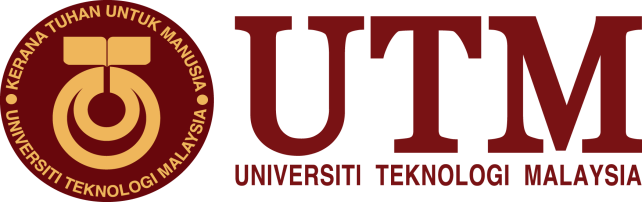 KERANA TUHAN UNTUK MANUSIA
UNIVERSITI TEKNOLOGI MALAYSIA
UTM
UNIVERSITI TEKNOLOGI MALAYSIA